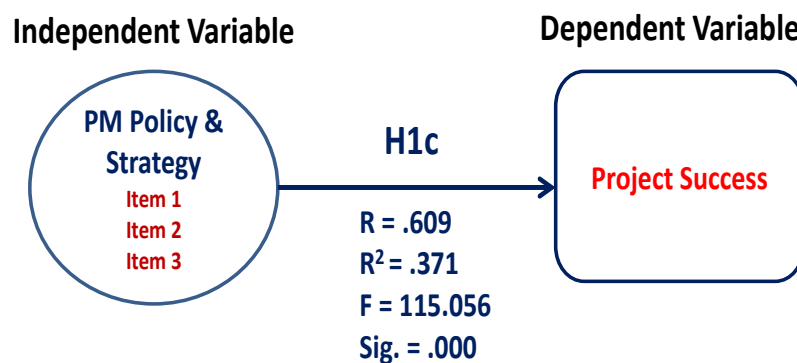 Independent Variable
Dependent Variable
PM Policy &
Strategy
Item 1
Item 2
Item 3
H1c
R = .609
R² = .371
F = 115.056
Sig. = .000
Project Success